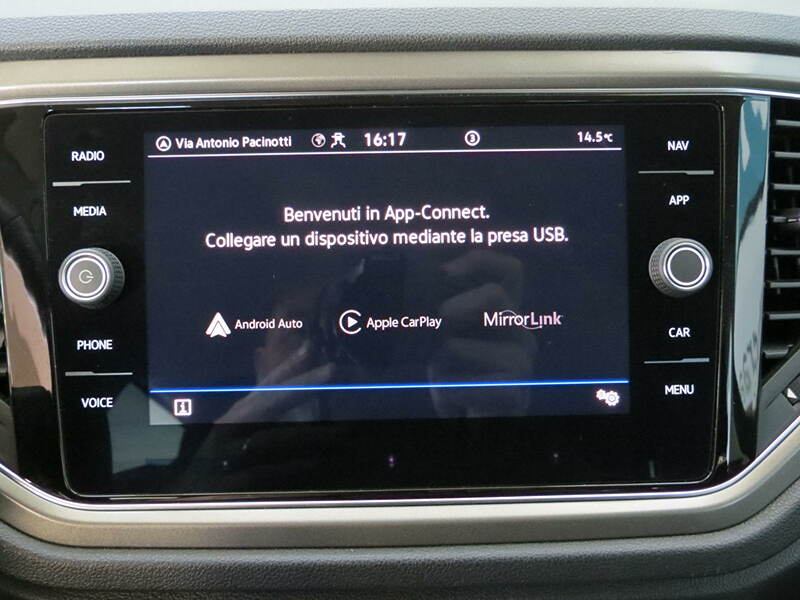 RADIO
MEDIA
PHONE
VOICE
Via Antonio Pacinotti 16:17 3 14.5°C
Benvenuti in App-Connect.
Collegare un dispositivo mediante la presa USB.
Android Auto Apple CarPlay MirrorLink
i
NAV
APP
CAR
MENU